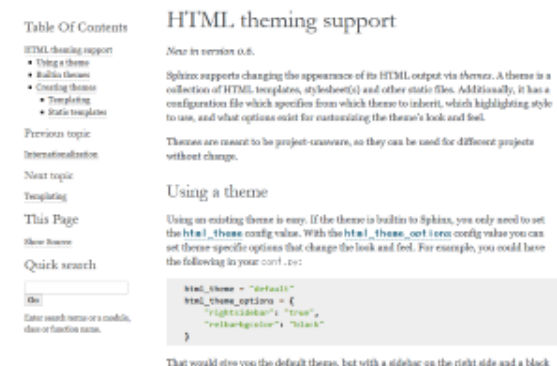 Table Of Contents
HTML theming support
Using a theme
Builtin themes
Creating themes
Templating
Static templates
Previous topic
Internationalization
Next topic
Templating
This Page
Show Source
Quick search
Go
Enter search terms or a module,
class or function name.
HTML theming support
New in version 0.6.
Sphinx supports changing the appearance of its HTML output via themes. A theme is a
collection of HTML templates, stylesheet(s) and other static files. Additionally, it has a
configuration file which specifies from which theme to inherit, which highlighting style
to use, and what options exist for customizing the theme's look and feel.
Themes are meant to be project-unaware, so they can be used for different projects
without change.
Using a theme
Using an existing theme is easy. If the theme is builtin to Sphinx, you only need to set
the html_theme config value. With the html_theme_options config value you can
set theme-specific options that change the look and feel. For example, you could have
the following in your conf.py:
html_theme = "default"
html_theme_options = {
"rightsidebar": "true",
"relbarbgcolor": "black"
}
That would give you the default theme, but with a sidebar on the right side and a black